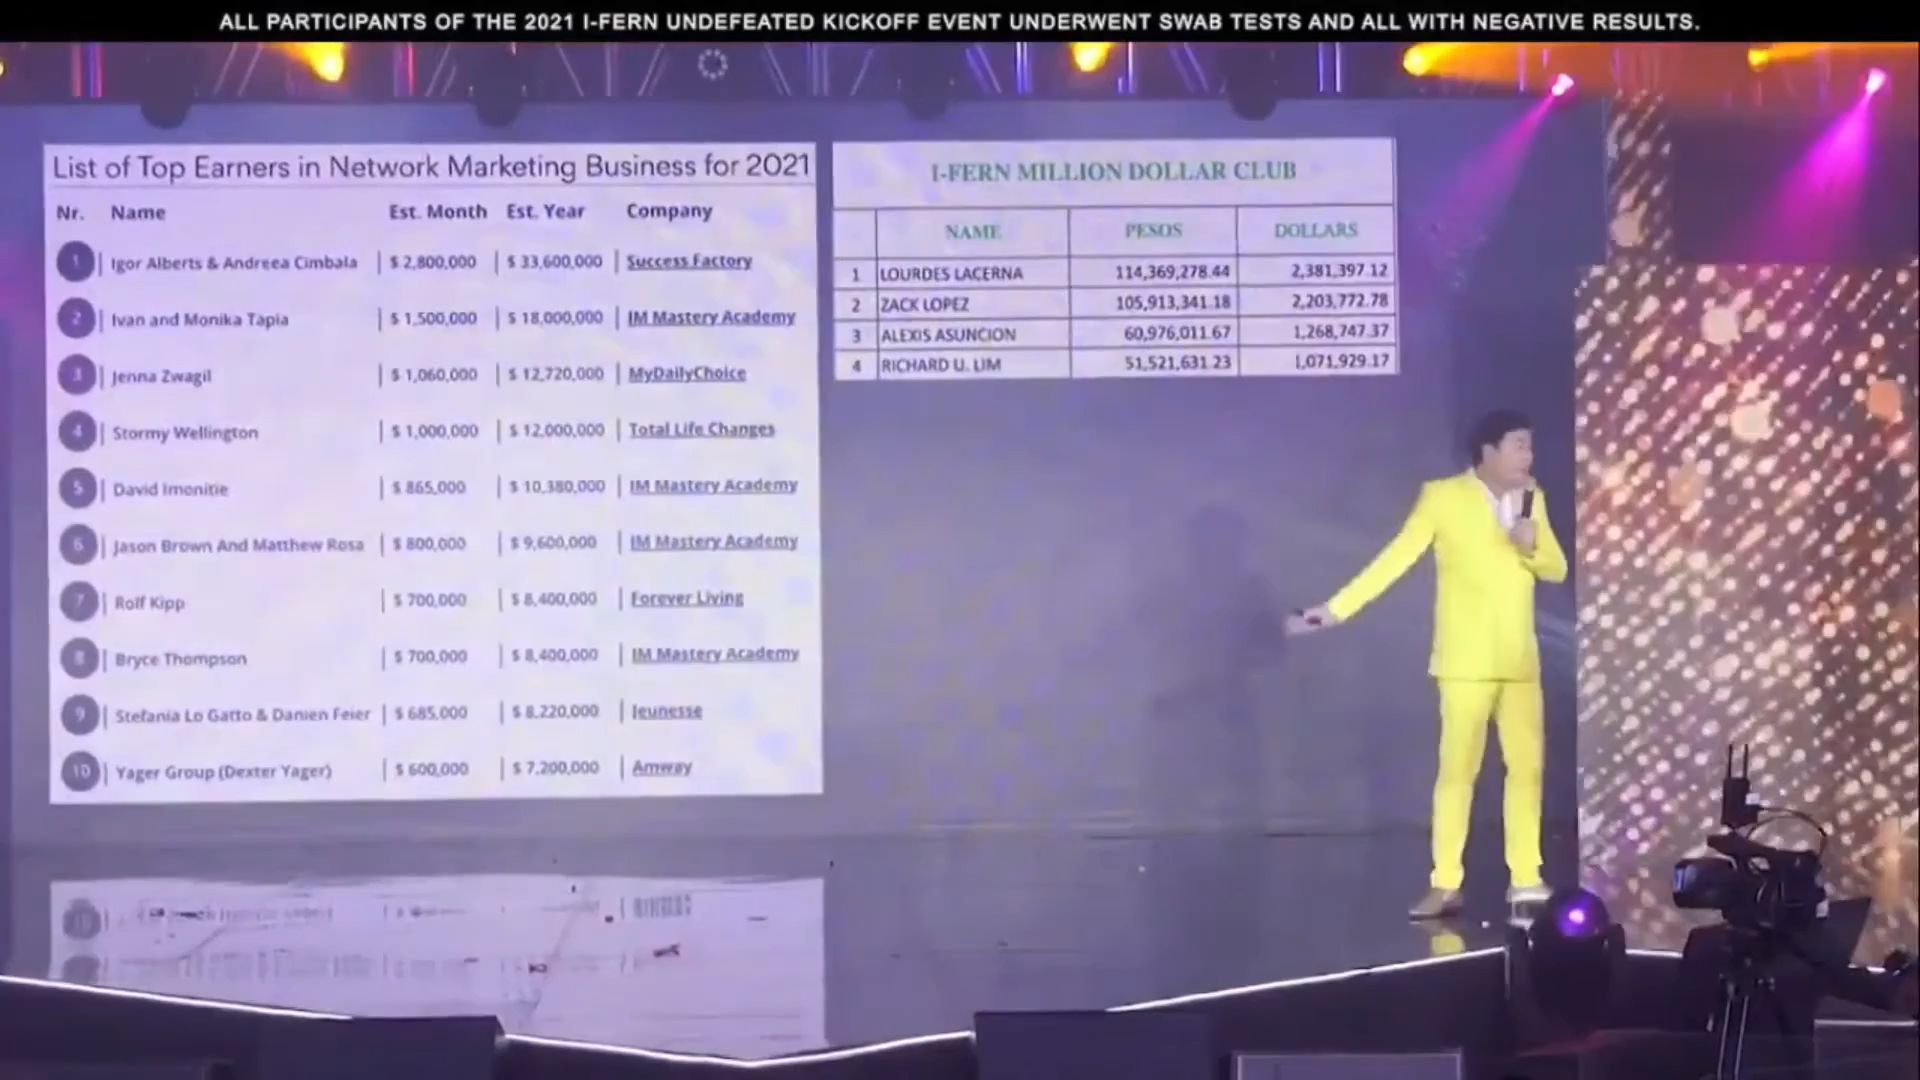 ALL PARTICIPANTS OF THE 2021 I-FERN UNDEFEATED KICKOFF EVENT UNDERWENT SWAB TESTS AND ALL WITH NEGATIVE RESULTS.
List of Top Earners in Network Marketing Business for 2021
Nr. Name Est. Month Est. Year Company
1 Igor Alberts & Andreea Cimbala $ 2,800,000 $ 33,600,000 Success Factory
2 Ivan and Monika Tapia $ 1,500,000 $ 18,000,000 IM Mastery Academy
3 Jenna Zwagil $ 1,060,000 $ 12,720,000 MyDailyChoice
4 Stormy Wellington $ 1,000,000 $ 12,000,000 Total Life Changes
5 David Imonitie $ 865,000 $ 10,380,000 IM Mastery Academy
6 Jason Brown And Matthew Rosa $ 800,000 $ 9,600,000 IM Mastery Academy
7 Rolf Kipp $ 700,000 $ 8,400,000 Forever Living
8 Bryce Thompson $ 700,000 $ 8,400,000 IM Mastery Academy
9 Stefania Lo Gatto & Danien Feier $ 685,000 $ 8,220,000 Jeunesse
10 Yager Group (Dexter Yager) $ 600,000 $ 7,200,000 Amway
I-FERN MILLION DOLLAR CLUB
NAME PESOS DOLLARS
1 LOURDES LACERNA 114,369,278.44 2,381,397.12
2 ZACK LOPEZ 105,913,341.18 2,203,772.78
3 ALEXIS ASUNCION 60,976,011.67 1,268,747.37
4 RICHARD U. LIM 51,521,631.23 1,071,929.17